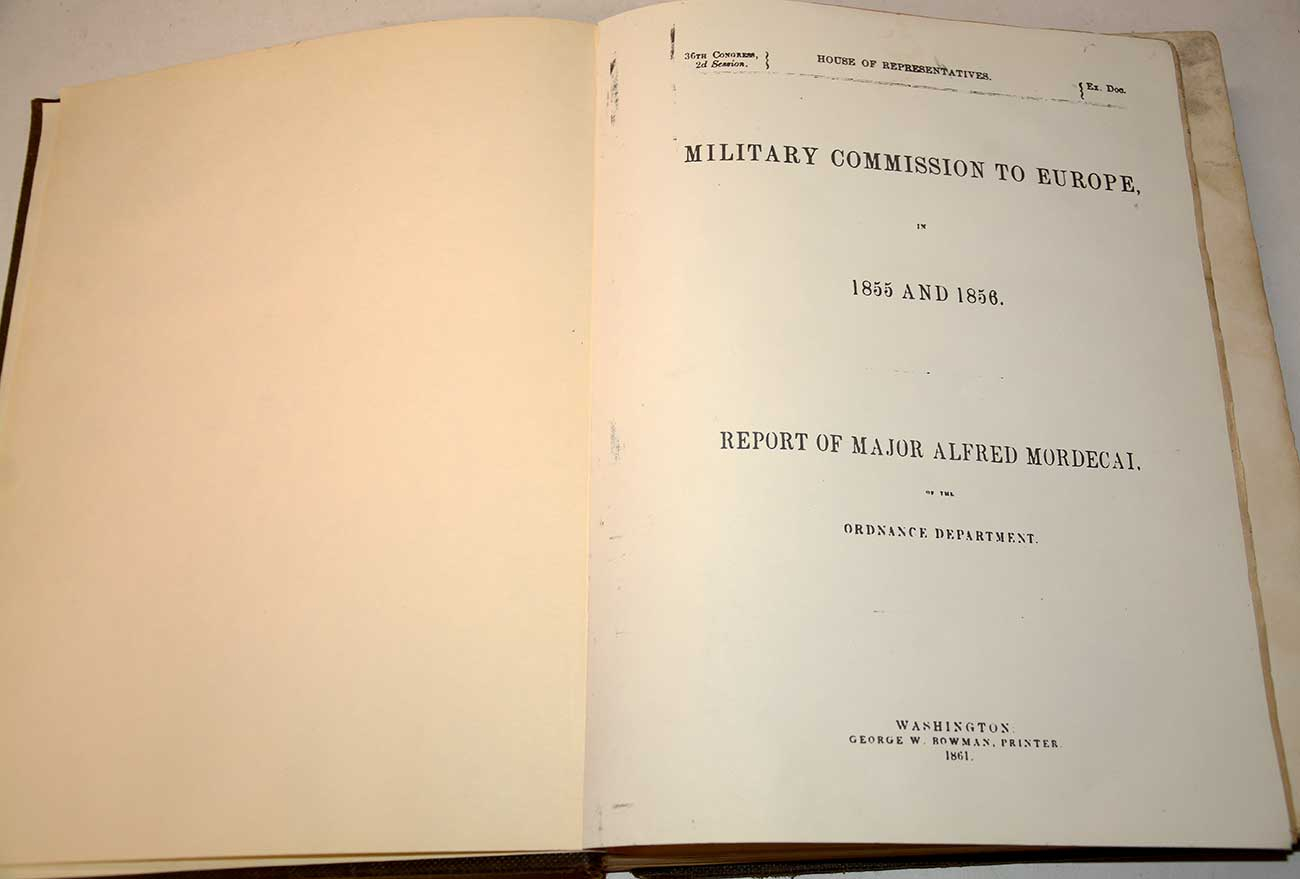 36TH CONGRESS, }
2d Session. }
HOUSE OF REPRESENTATIVES.
{ Ex. Doc.
MILITARY COMMISSION TO EUROPE,
IN
1855 AND 1856.
REPORT OF MAJOR ALFRED MORDECAI,
OF THE
ORDNANCE DEPARTMENT.
WASHINGTON:
GEORGE W. BOWMAN, PRINTER.
1861.